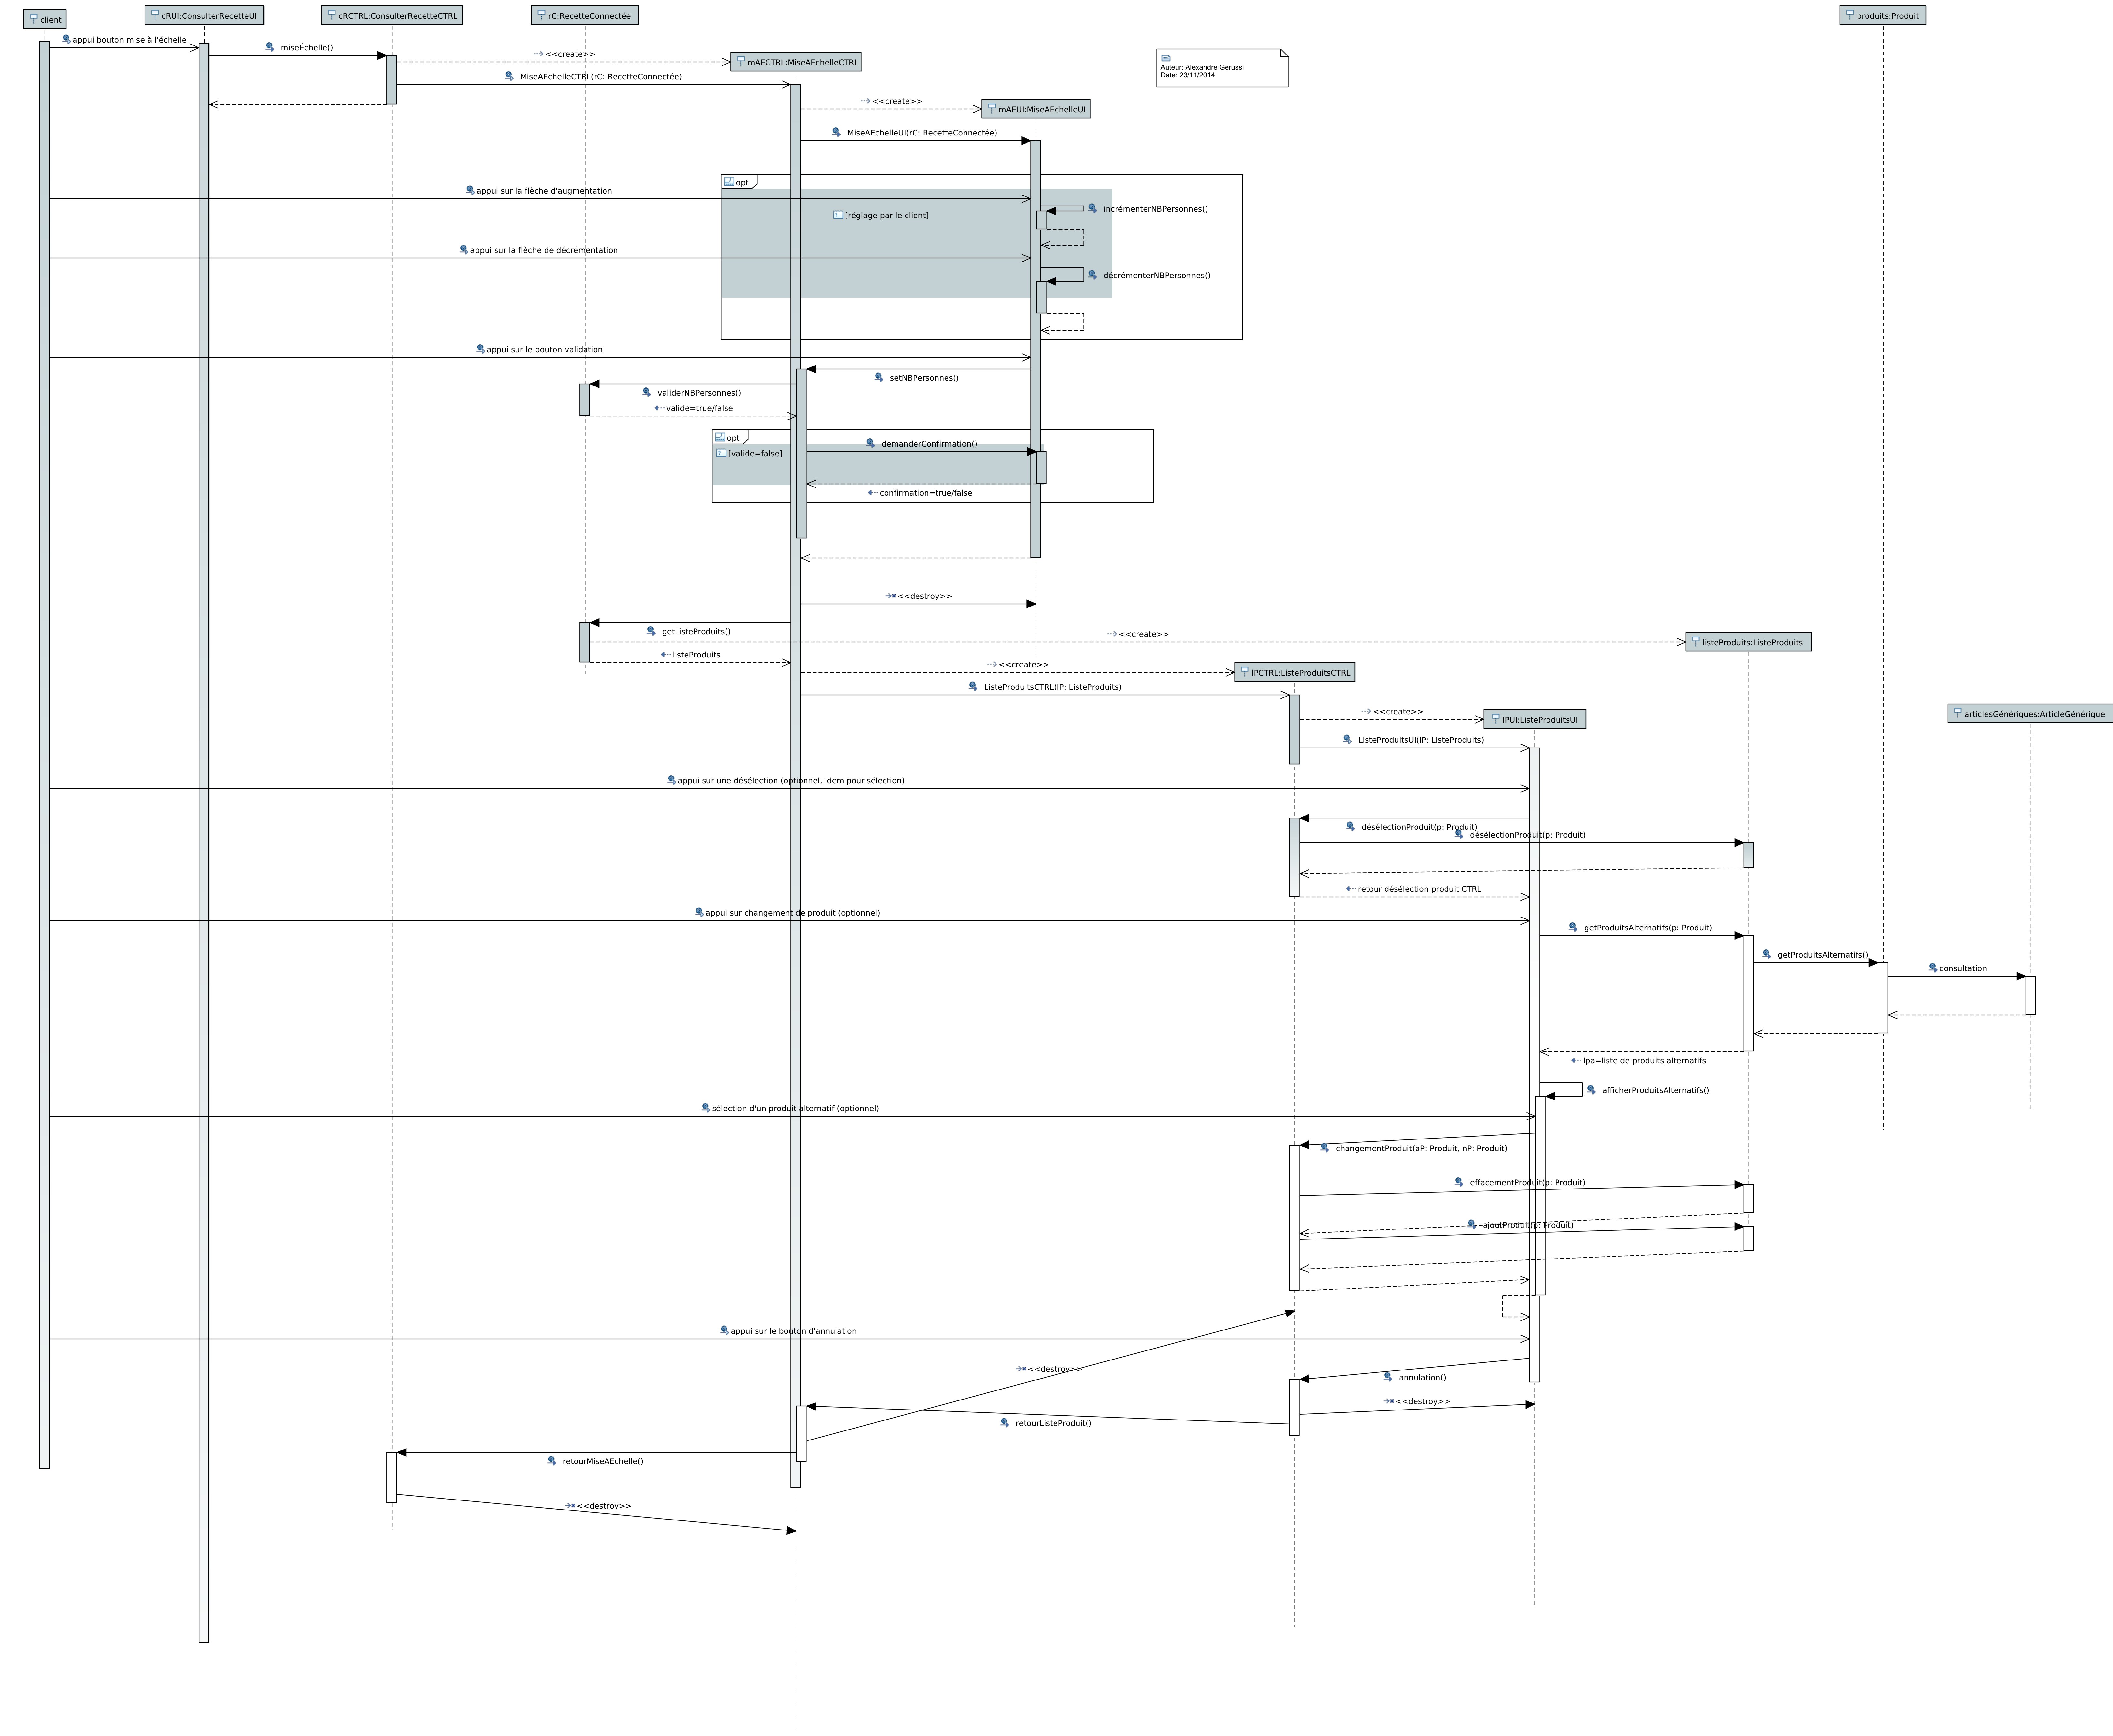 client
cRUI:ConsulterRecetteUI
cRCTRL:ConsulterRecetteCTRL
rC:RecetteConnectée
produits:Produit
appui bouton mise à l'échelle
miseÉchelle()
<<create>>
mAECTRL:MiseAEchelleCTRL
Auteur: Alexandre Gerussi
Date: 23/11/2014
MiseAEchelleCTRL(rC: RecetteConnectée)
<<create>>
mAEUI:MiseAEchelleUI
MiseAEchelleUI(rC: RecetteConnectée)
opt
appui sur la flèche d'augmentation
[réglage par le client]
incrémenterNBPersonnes()
appui sur la flèche de décrémentation
décrémenterNBPersonnes()
appui sur le bouton validation
setNBPersonnes()
validerNBPersonnes()
valide=true/false
opt
demanderConfirmation()
[valide=false]
confirmation=true/false
<<destroy>>
getListeProduits()
<<create>>
listeProduits:ListeProduits
listeProduits
<<create>>
lPCTRL:ListeProduitsCTRL
ListeProduitsCTRL(lP: ListeProduits)
<<create>>
lPUI:ListeProduitsUI
articlesGénériques:ArticleGénérique
ListeProduitsUI(lP: ListeProduits)
appui sur une désélection (optionnel, idem pour sélection)
désélectionProduit(p: Produit)
désélectionProduit(p: Produit)
retour désélection produit CTRL
appui sur changement de produit (optionnel)
getProduitsAlternatifs(p: Produit)
getProduitsAlternatifs()
consultation
lpa=liste de produits alternatifs
afficherProduitsAlternatifs()
sélection d'un produit alternatif (optionnel)
changementProduit(aP: Produit, nP: Produit)
effacementProduit(p: Produit)
ajoutProduit(p: Produit)
appui sur le bouton d'annulation
<<destroy>>
annulation()
<<destroy>>
retourListeProduit()
retourMiseAEchelle()
<<destroy>>